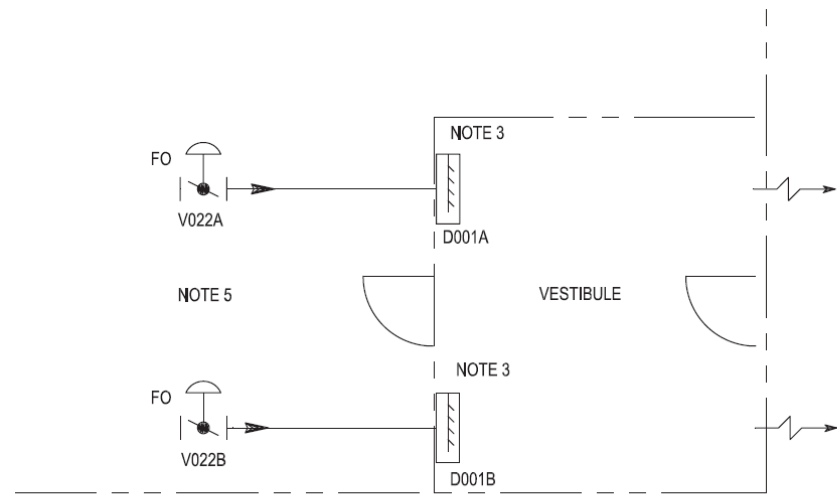 NOTE 3
FO
V022A
D001A
NOTE 5
VESTIBULE
NOTE 3
FO
V022B
D001B